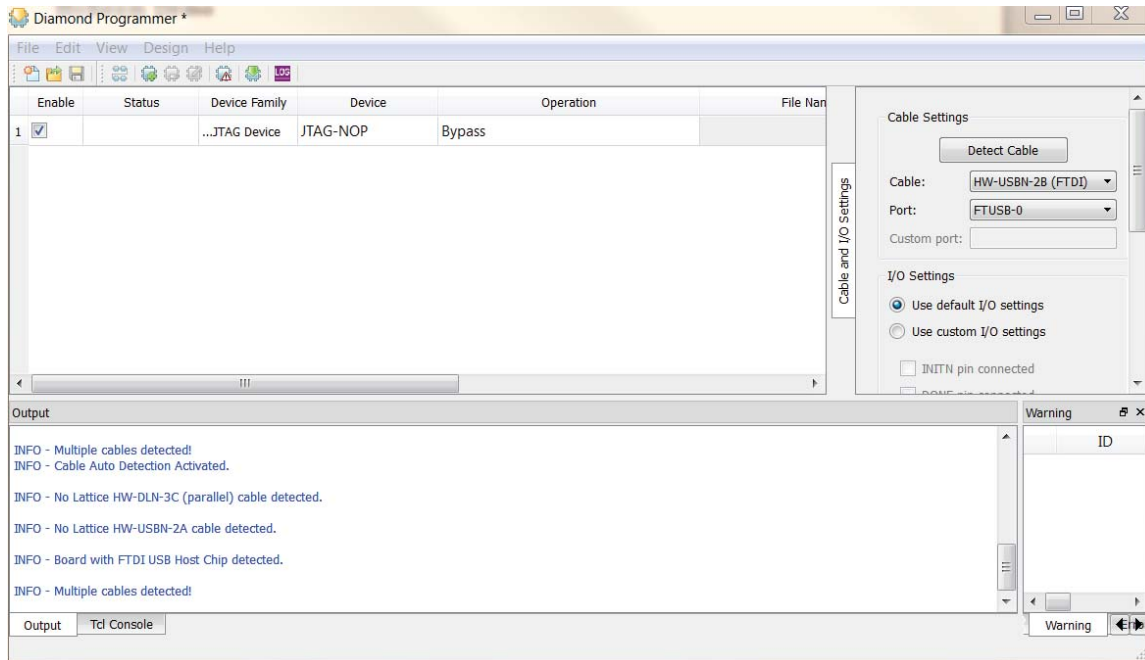 Diamond Programmer *
File Edit View Design Help
LOG
Enable Status Device Family Device Operation File Nan
1 ...JTAG Device JTAG-NOP Bypass
Cable and I/O Settings
Cable Settings
Detect Cable
Cable: HW-USBN-2B (FTDI)
Port: FTUSB-0
Custom port:
I/O Settings
Use default I/O settings
Use custom I/O settings
INITN pin connected
DONE pin connected
Output
INFO - Multiple cables detected!
INFO - Cable Auto Detection Activated.
INFO - No Lattice HW-DLN-3C (parallel) cable detected.
INFO - No Lattice HW-USBN-2A cable detected.
INFO - Board with FTDI USB Host Chip detected.
INFO - Multiple cables detected!
Warning
ID
Output Tcl Console
Warning